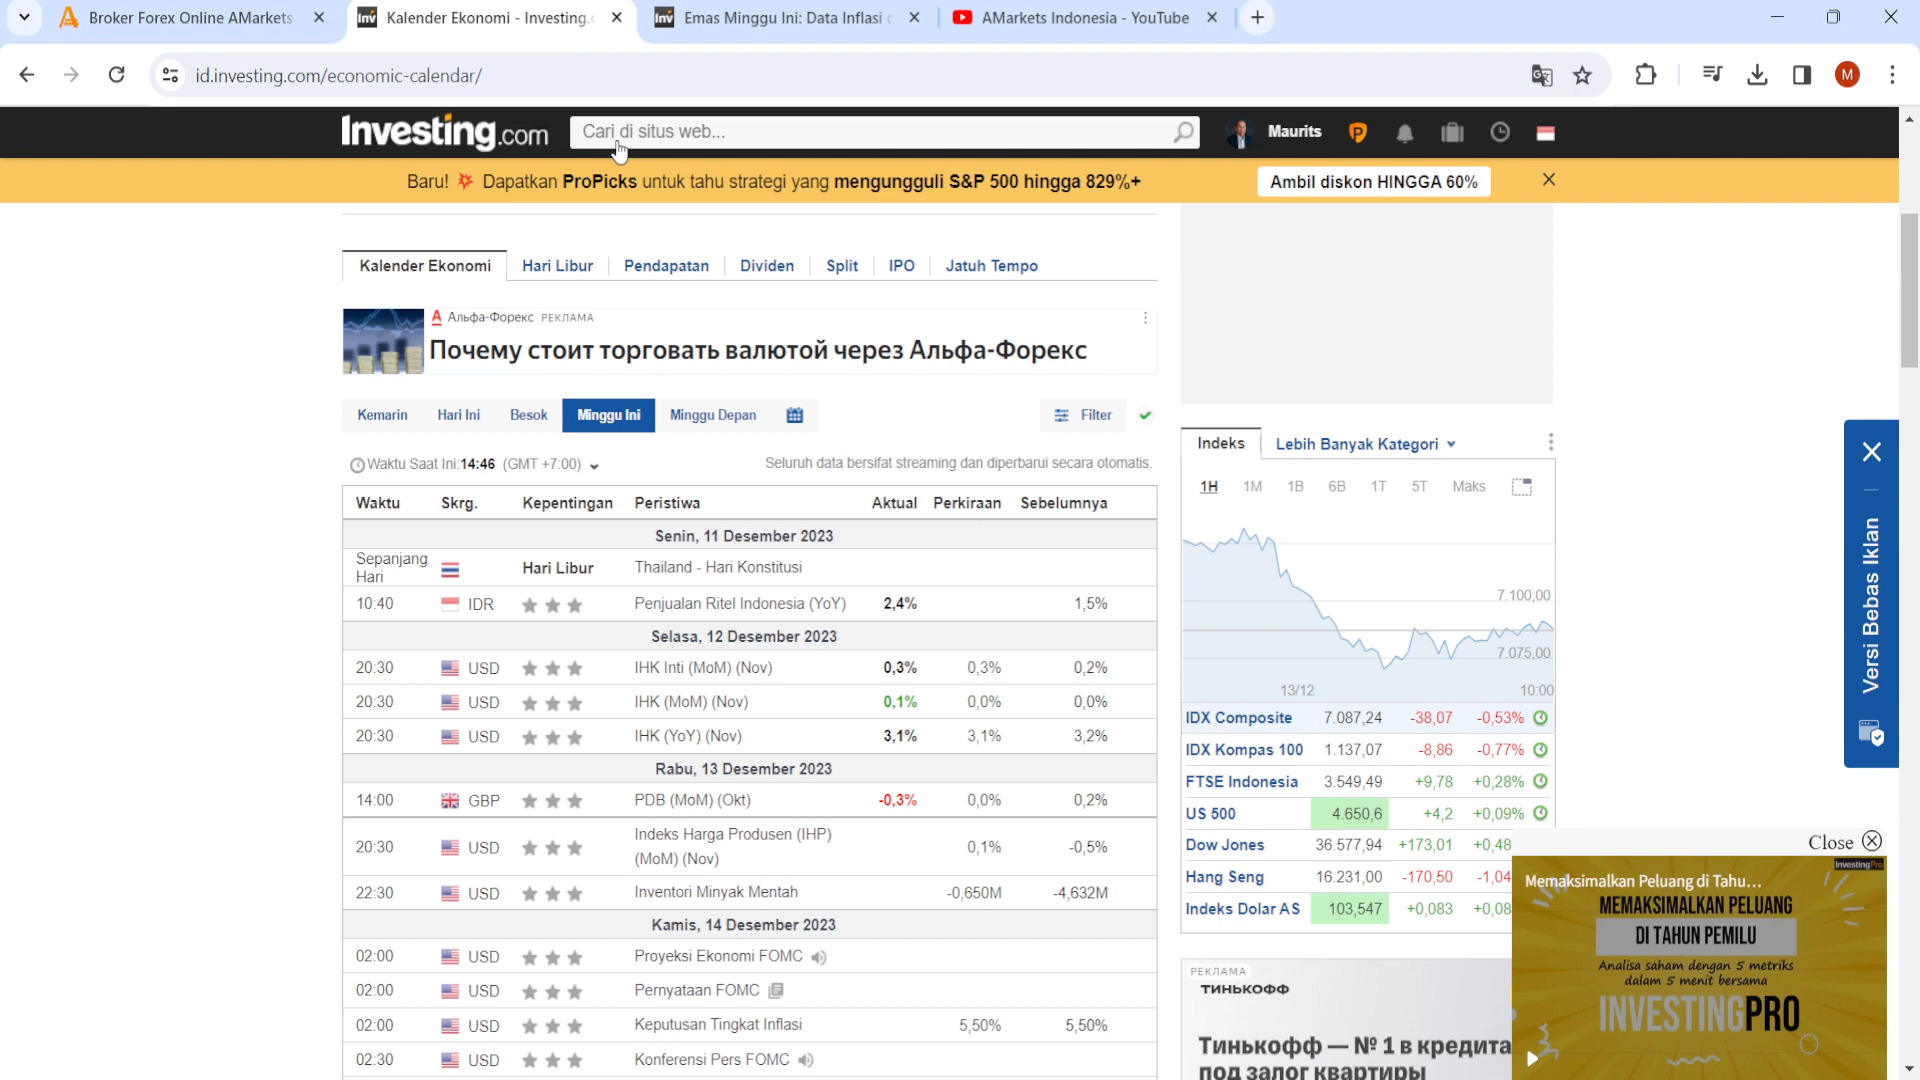 Broker Forex Online AMarkets
Kalender Ekonomi - Investing.c
Emas Minggu Ini: Data Inflasi
AMarkets Indonesia - YouTube
id.investing.com/economic-calendar/
M
Investing.com
Cari di situs web...
Maurits
P
Baru! Dapatkan ProPicks untuk tahu strategi yang mengungguli S&P 500 hingga 829%+
Ambil diskon HINGGA 60%
Kalender Ekonomi Hari Libur Pendapatan Dividen Split IPO Jatuh Tempo
Альфа-Форекс РЕКЛАМА
Почему стоит торговать валютой через Альфа-Форекс
Kemarin Hari Ini Besok Minggu Ini Minggu Depan Filter
Waktu Saat Ini:14:46 (GMT +7:00)
Seluruh data bersifat streaming dan diperbarui secara otomatis.
Waktu Skrg. Kepentingan Peristiwa Aktual Perkiraan Sebelumnya
Senin, 11 Desember 2023
Sepanjang
Hari
Hari Libur Thailand - Hari Konstitusi
10:40 IDR Penjualan Ritel Indonesia (YoY) 2,4% 1,5%
Selasa, 12 Desember 2023
20:30 USD IHK Inti (MoM) (Nov) 0,3% 0,3% 0,2%
20:30 USD IHK (MoM) (Nov) 0,1% 0,0% 0,0%
20:30 USD IHK (YoY) (Nov) 3,1% 3,1% 3,2%
Rabu, 13 Desember 2023
14:00 GBP PDB (MoM) (Okt) -0,3% 0,0% 0,2%
Indeks Harga Produsen (IHP)
20:30 USD (MoM) (Nov) 0,1% -0,5%
22:30 USD Inventori Minyak Mentah -0,650M -4,632M
Kamis, 14 Desember 2023
02:00 USD Proyeksi Ekonomi FOMC
02:00 USD Pernyataan FOMC
02:00 USD Keputusan Tingkat Inflasi 5,50% 5,50%
02:30 USD Konferensi Pers FOMC
Indeks Lebih Banyak Kategori
1H 1M 1B 6B 1T 5T Maks
7.100,00
7.075,00
13/12 10:00
IDX Composite 7.087,24 -38,07 -0,53%
IDX Kompas 100 1.137,07 -8,86 -0,77%
FTSE Indonesia 3.549,49 +9,78 +0,28%
US 500 4.650,6 +4,2 +0,09%
Dow Jones 36.577,94 +173,01 +0,48
Hang Seng 16.231,00 -170,50 -1,04
Indeks Dolar AS 103,547 +0,083 +0,08
РЕКЛАМА
ТИНЬКОФФ
Тинькофф — № 1 в кредита
под залог квартиры
Versi Bebas Iklan
Close
InvestingPro
Memaksimalkan Peluang di Tahu...
MEMAKSIMALKAN PELUANG
DI TAHUN PEMILU
Analisa saham dengan 5 metriks
dalam 5 menit bersama
INVESTINGPRO